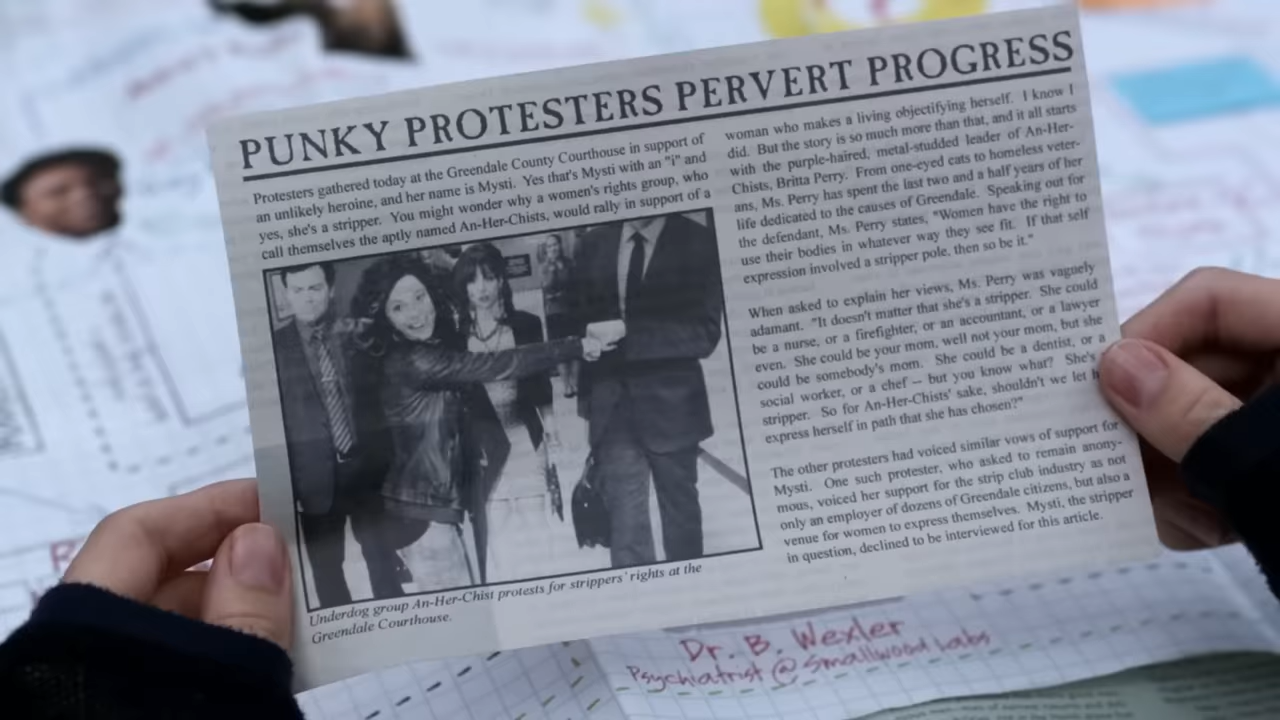 PUNKY PROTESTERS PERVERT PROGRESS
Protesters gathered today at the Greendale County Courthouse in support of
an unlikely heroine, and her name is Mysti. Yes that's Mysti with an "i" and
yes, she's a stripper. You might wonder why a women's rights group, who
call themselves the aptly named An-Her-Chists, would rally in support of a
Underdog group An-Her-Chist protests for strippers' rights at the
Greendale Courthouse.
woman who makes a living objectifying herself. I know I
did. But the story is so much more than that, and it all starts
with the purple-haired, metal-studded leader of An-Her-
Chists, Britta Perry. From one-eyed cats to homeless veter-
ans, Ms. Perry has spent the last two and a half years of her
life dedicated to the causes of Greendale. Speaking out for
the defendant, Ms. Perry states, "Women have the right to
use their bodies in whatever way they see fit. If that self
expression involved a stripper pole, then so be it."
When asked to explain her views, Ms. Perry was vaguely
adamant. "It doesn't matter that she's a stripper. She could
be a nurse, or a firefighter, or an accountant, or a lawyer
even. She could be your mom, well not your mom, but she
could be somebody's mom. She could be a dentist, or a
social worker, or a chef – but you know what? She's
stripper. So for An-Her-Chists' sake, shouldn't we let h
express herself in path that she has chosen?"
The other protesters had voiced similar vows of support for
Mysti. One such protester, who asked to remain anony-
mous, voiced her support for the strip club industry as not
only an employer of dozens of Greendale citizens, but also a
venue for women to express themselves. Mysti, the stripper
in question, declined to be interviewed for this article.
Dr. B. Wexler
Psychiatrist @ Smallwood Labs